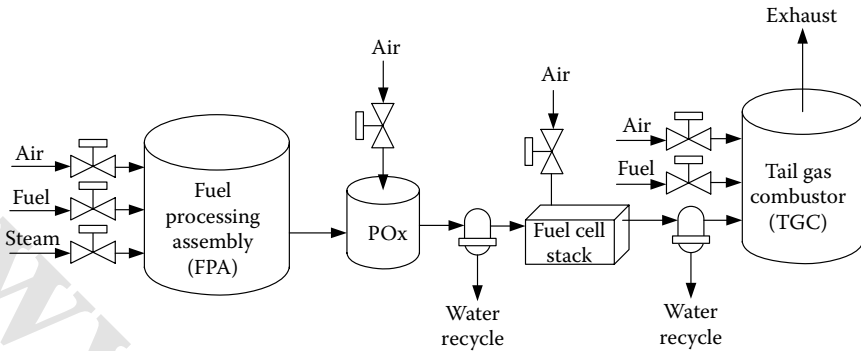 Exhaust
Air
Air
Air
Fuel
Steam
Fuel
processing
assembly
(FPA)
POx
Water
recycle
Fuel cell
stack
Air
Fuel
Water
recycle
Tail gas
combustor
(TGC)